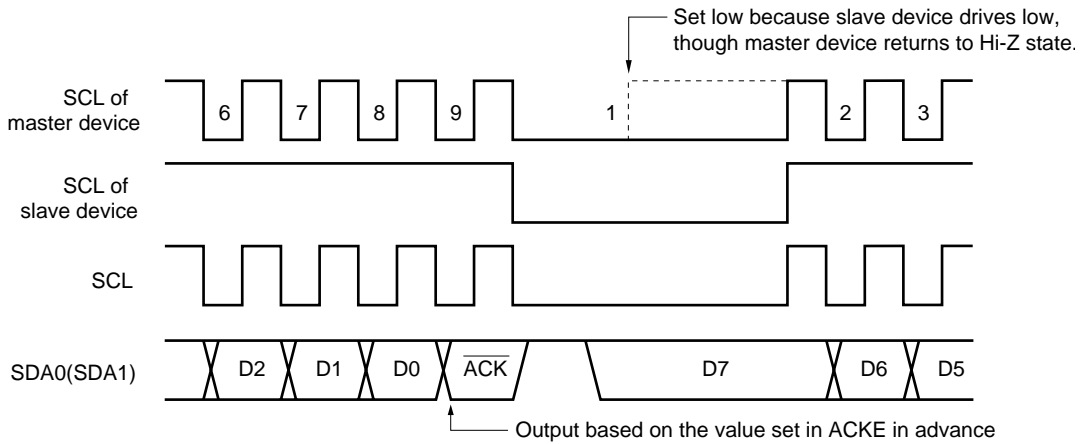 Set low because slave device drives low,
though master device returns to Hi-Z state.
SCL of
master device
6 7 8 9 1 2 3
SCL of
slave device
SCL
SDA0(SDA1)
D2 D1 D0 ACK D7 D6 D5
Output based on the value set in ACKE in advance